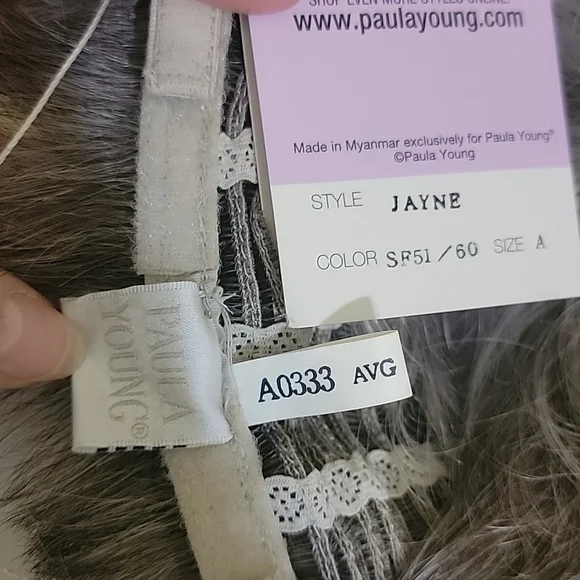 SHOP EVEN MORE STYLES ONLINE.
www.paulayoung.com
Made in Myanmar exclusively for Paula Young®.
©Paula Young
STYLE JAYNE
COLOR SF51/60 SIZE A
PAULA
YOUNG®
A0333 AVG